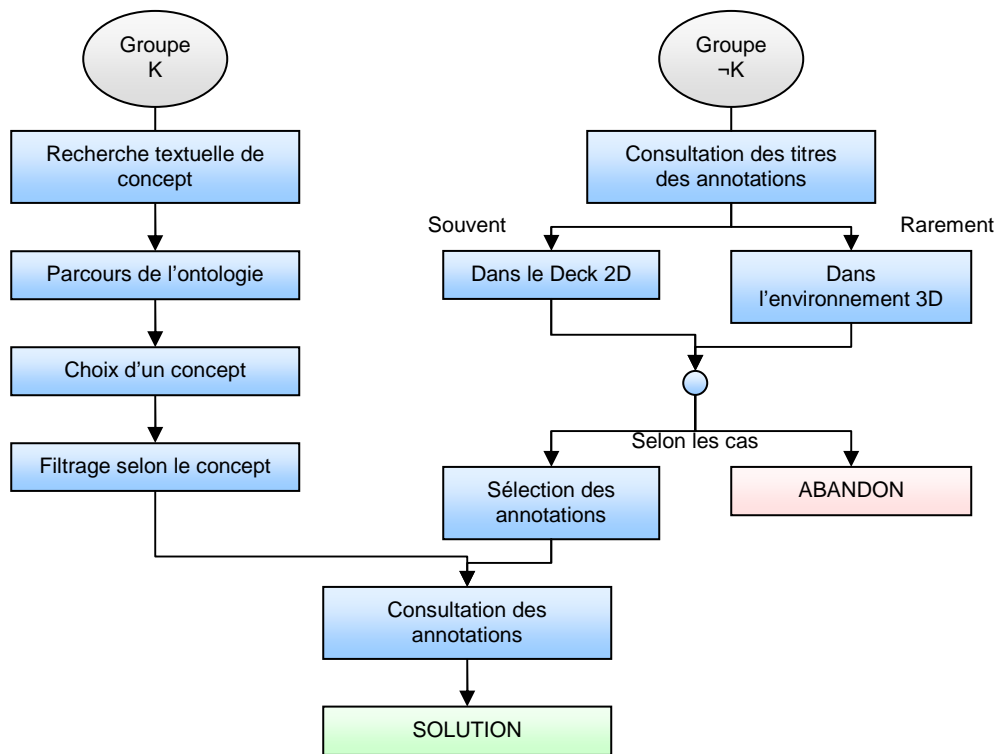 Groupe
K
Recherche textuelle de
concept
Parcours de l’ontologie
Choix d’un concept
Filtrage selon le concept
Groupe
¬K
Consultation des titres
des annotations
Souvent
Rarement
Dans le Deck 2D
Dans
l’environnement 3D
Selon les cas
Sélection des
annotations
ABANDON
Consultation des
annotations
SOLUTION